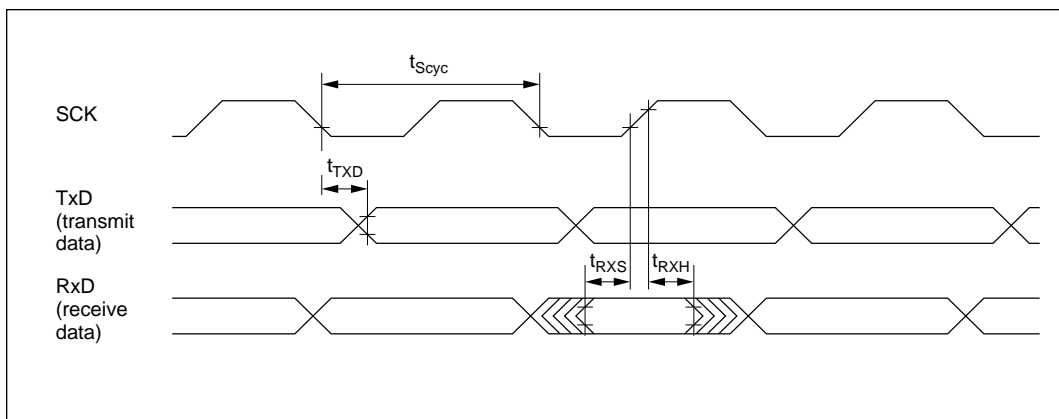 tScyc
SCK
tTXD
TxD
(transmit
data)
tRXS
tRXH
RxD
(receive
data)